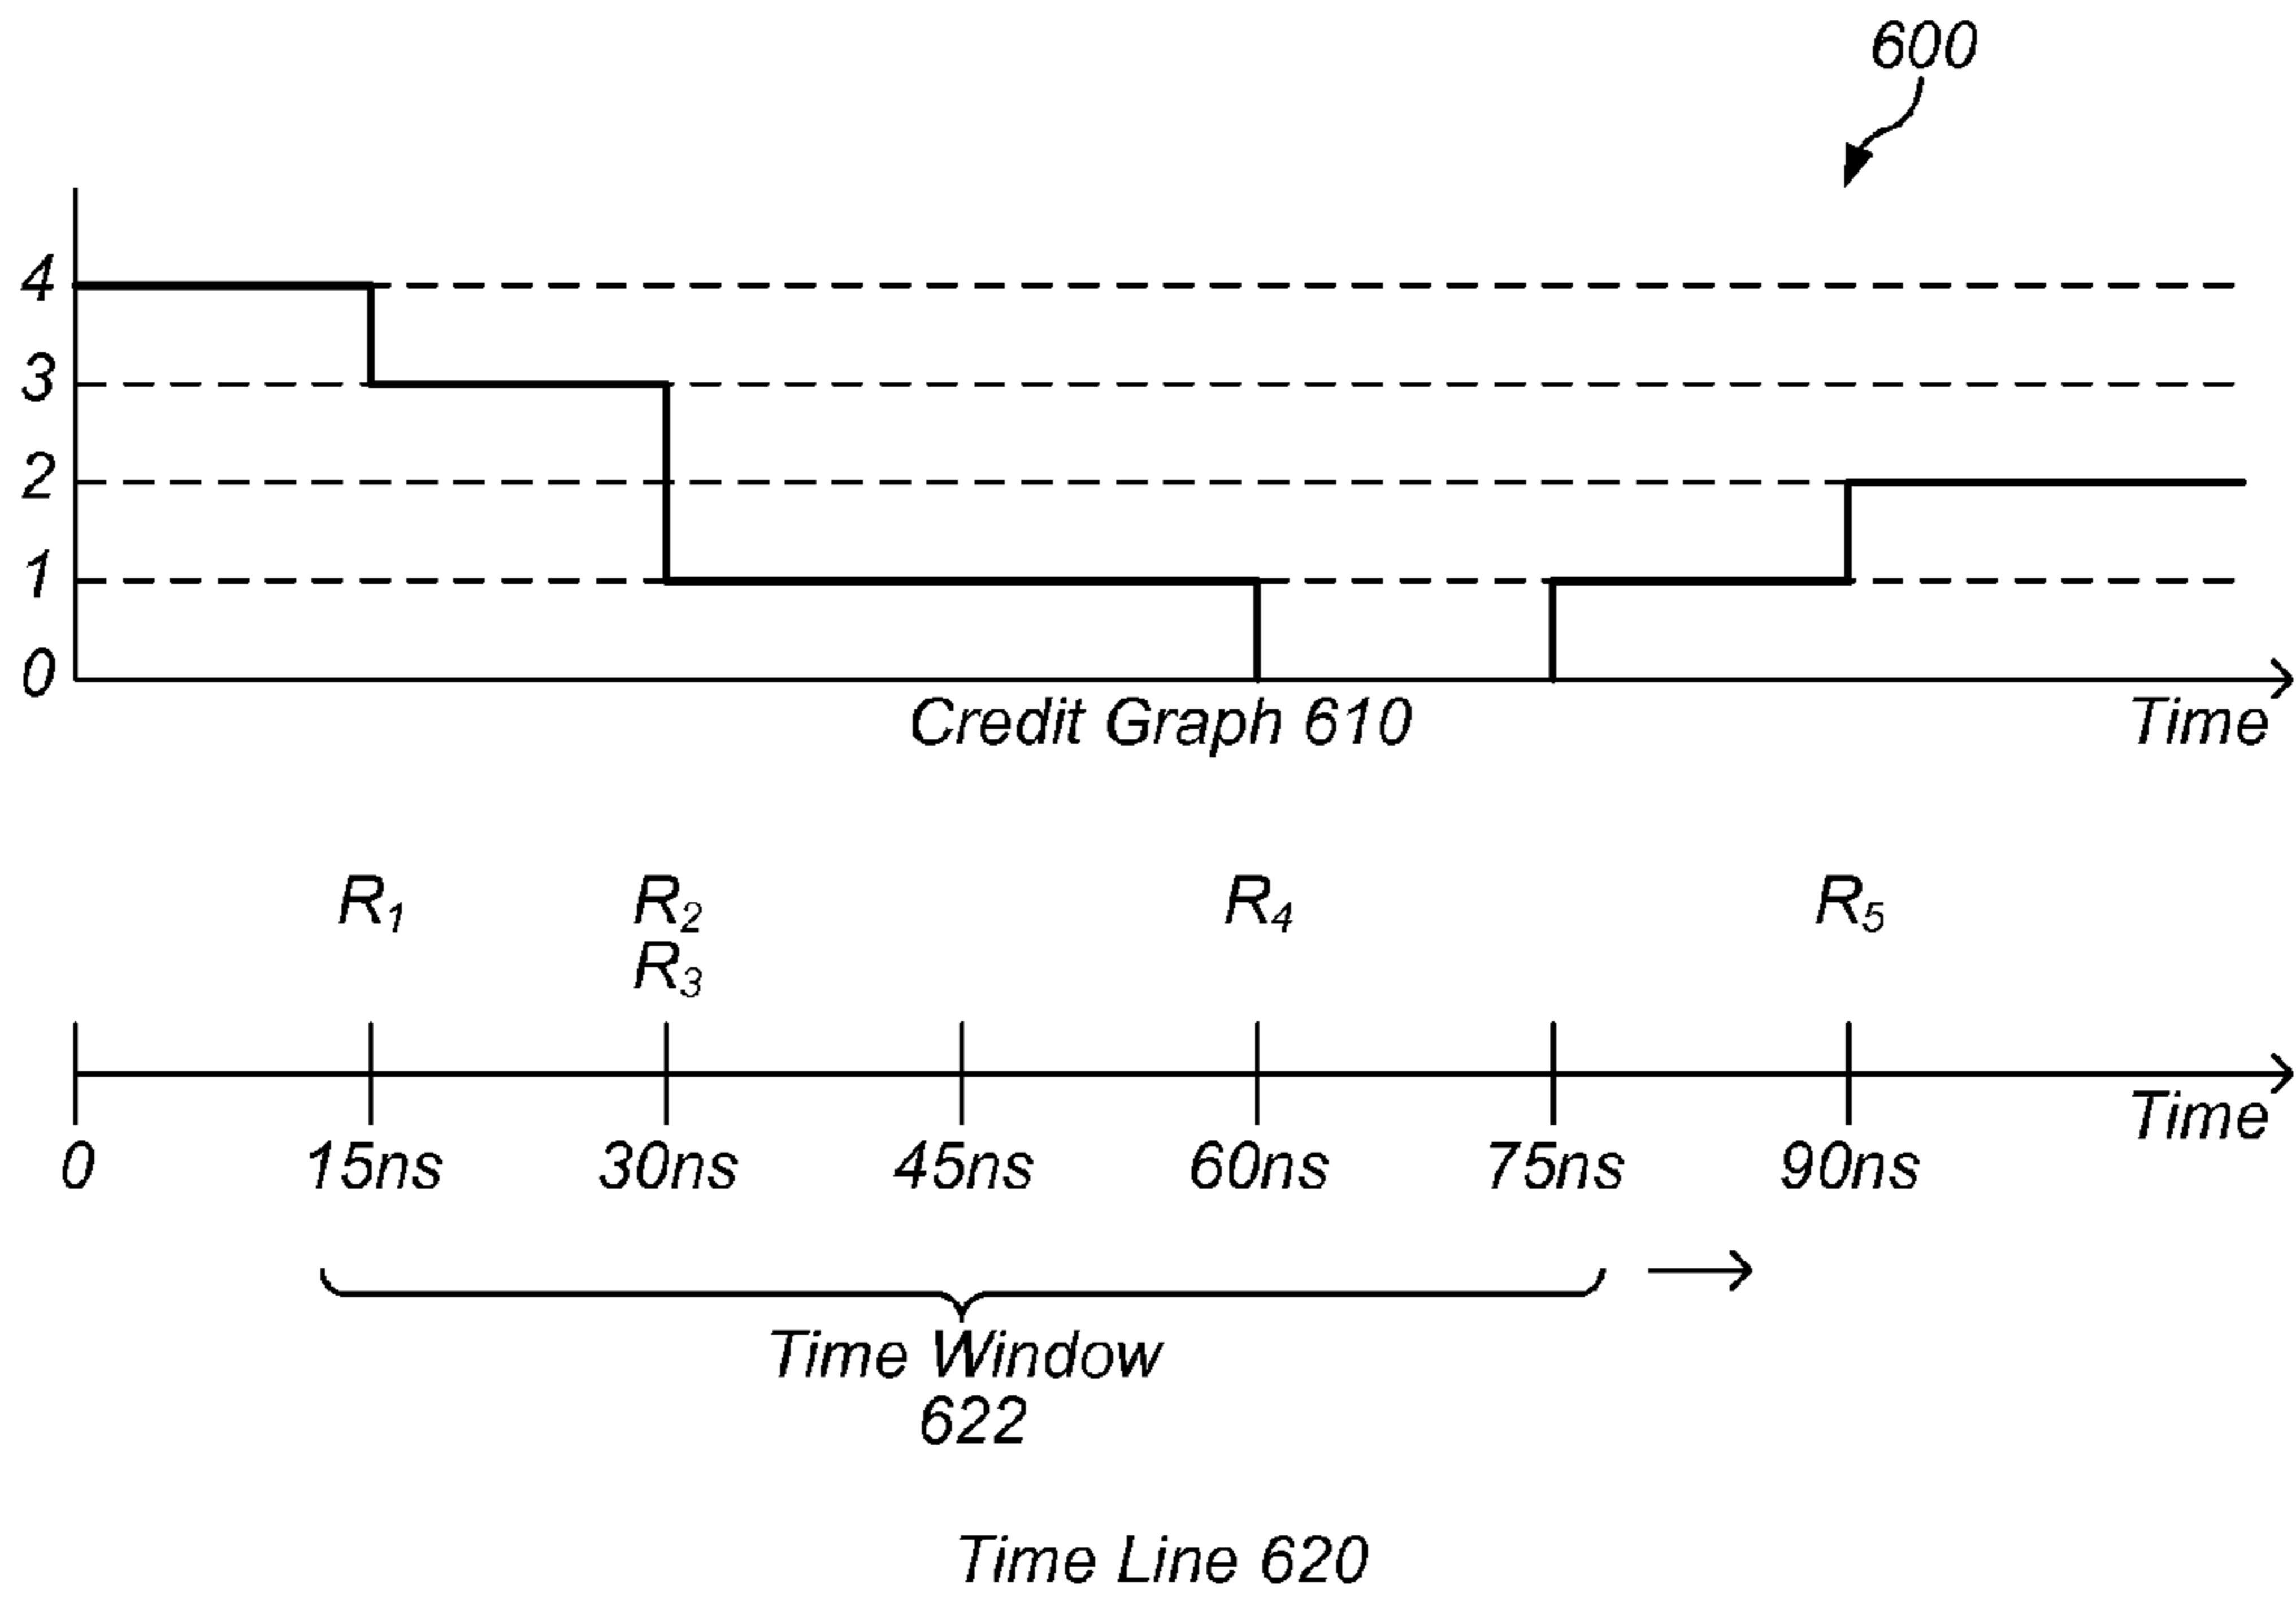 600
4
3
2
1
0
Credit Graph 610
Time
R1 R2 R4 R5
R3
Time
0 15ns 30ns 45ns 60ns 75ns 90ns
Time Window
622
Time Line 620